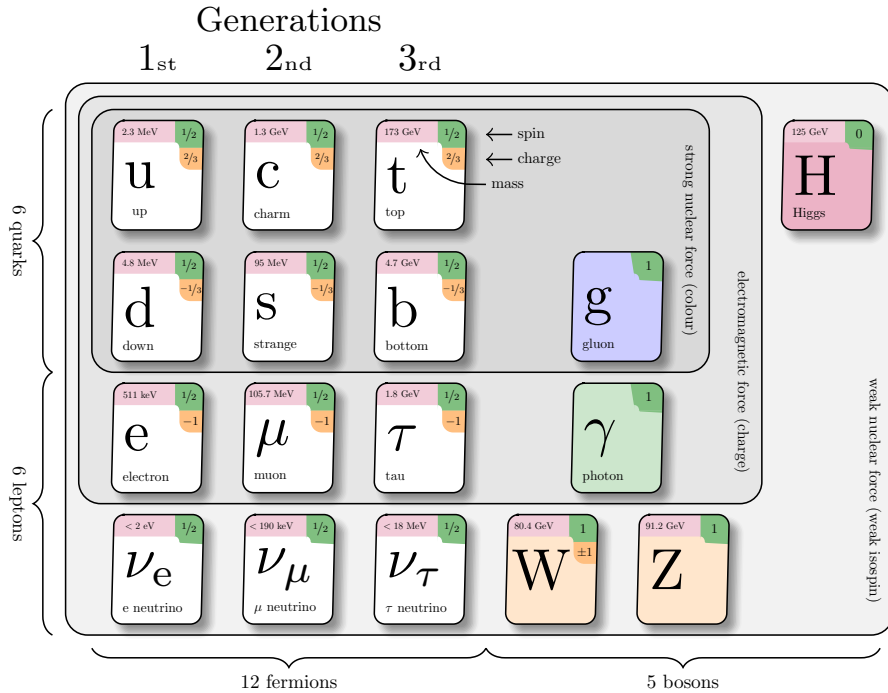 Generations
1st 2nd 3rd
2.3 MeV 1/2
2/3
u
up
1.3 GeV 1/2
2/3
c
charm
173 GeV 1/2
2/3
t
top
spin
charge
mass
125 GeV 0
H
Higgs
4.8 MeV 1/2
−1/3
d
down
95 MeV 1/2
−1/3
s
strange
4.7 GeV 1/2
−1/3
b
bottom
1
g
gluon
511 keV 1/2
−1
e
electron
105.7 MeV 1/2
−1
μ
muon
1.8 GeV 1/2
−1
τ
tau
1
γ
photon
< 2 eV 1/2
νe
e neutrino
< 190 keV 1/2
νμ
μ neutrino
< 18 MeV 1/2
ντ
τ neutrino
80.4 GeV 1
±1
W
91.2 GeV 1
Z
6 quarks
6 leptons
strong nuclear force (colour)
electromagnetic force (charge)
weak nuclear force (weak isospin)
12 fermions
5 bosons